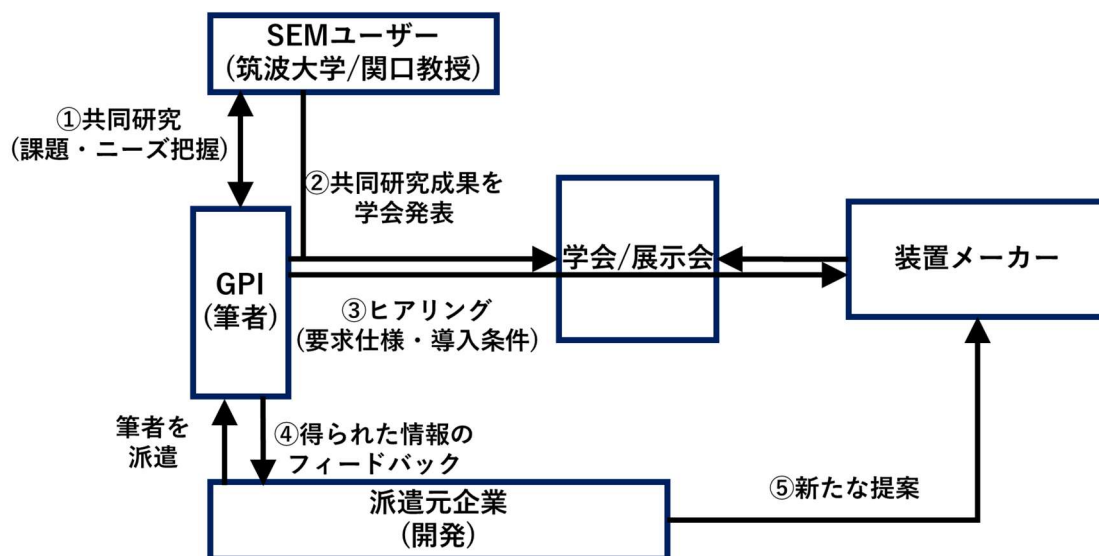 SEMユーザー
(筑波大学/関口教授)
①共同研究
(課題・ニーズ把握)
②共同研究成果を
学会発表
GPI
(筆者)
学会/展示会
装置メーカー
③ヒアリング
(要求仕様・導入条件)
筆者を
派遣
④得られた情報の
フィードバック
派遣元企業
(開発)
⑤新たな提案